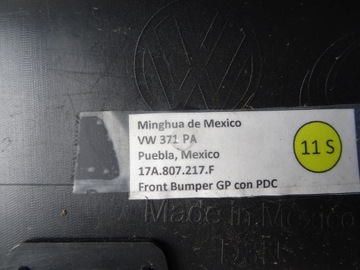 Minghua de Mexico
VW 371 PA
Puebla, Mexico
17A.807.217.F
Front Bumper GP con PDC
11 S
Made in Mexico